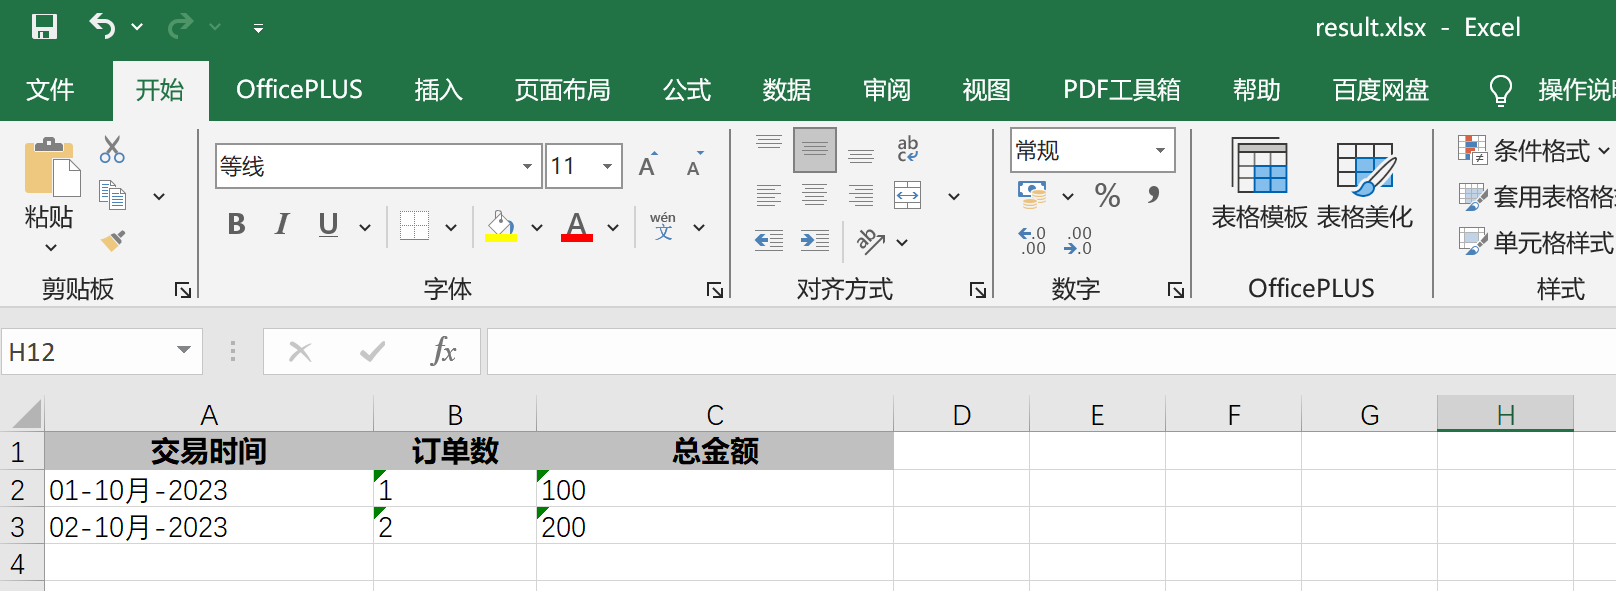 result.xlsx - Excel
文件 开始 OfficePLUS 插入 页面布局 公式 数据 审阅 视图 PDF工具箱 帮助 百度网盘 操作说
粘贴
剪贴板
等线 11 A A
B I U A wén 文
字体
ab c
ab
对齐方式
常规
% ,
.0 .00 .00 .0
数字
表格模板 表格美化
OfficePLUS
条件格式
套用表格格
单元格样式
样式
H12 fx
A B C D E F G H
1 交易时间 订单数 总金额
2 01-10月-2023 1 100
3 02-10月-2023 2 200
4